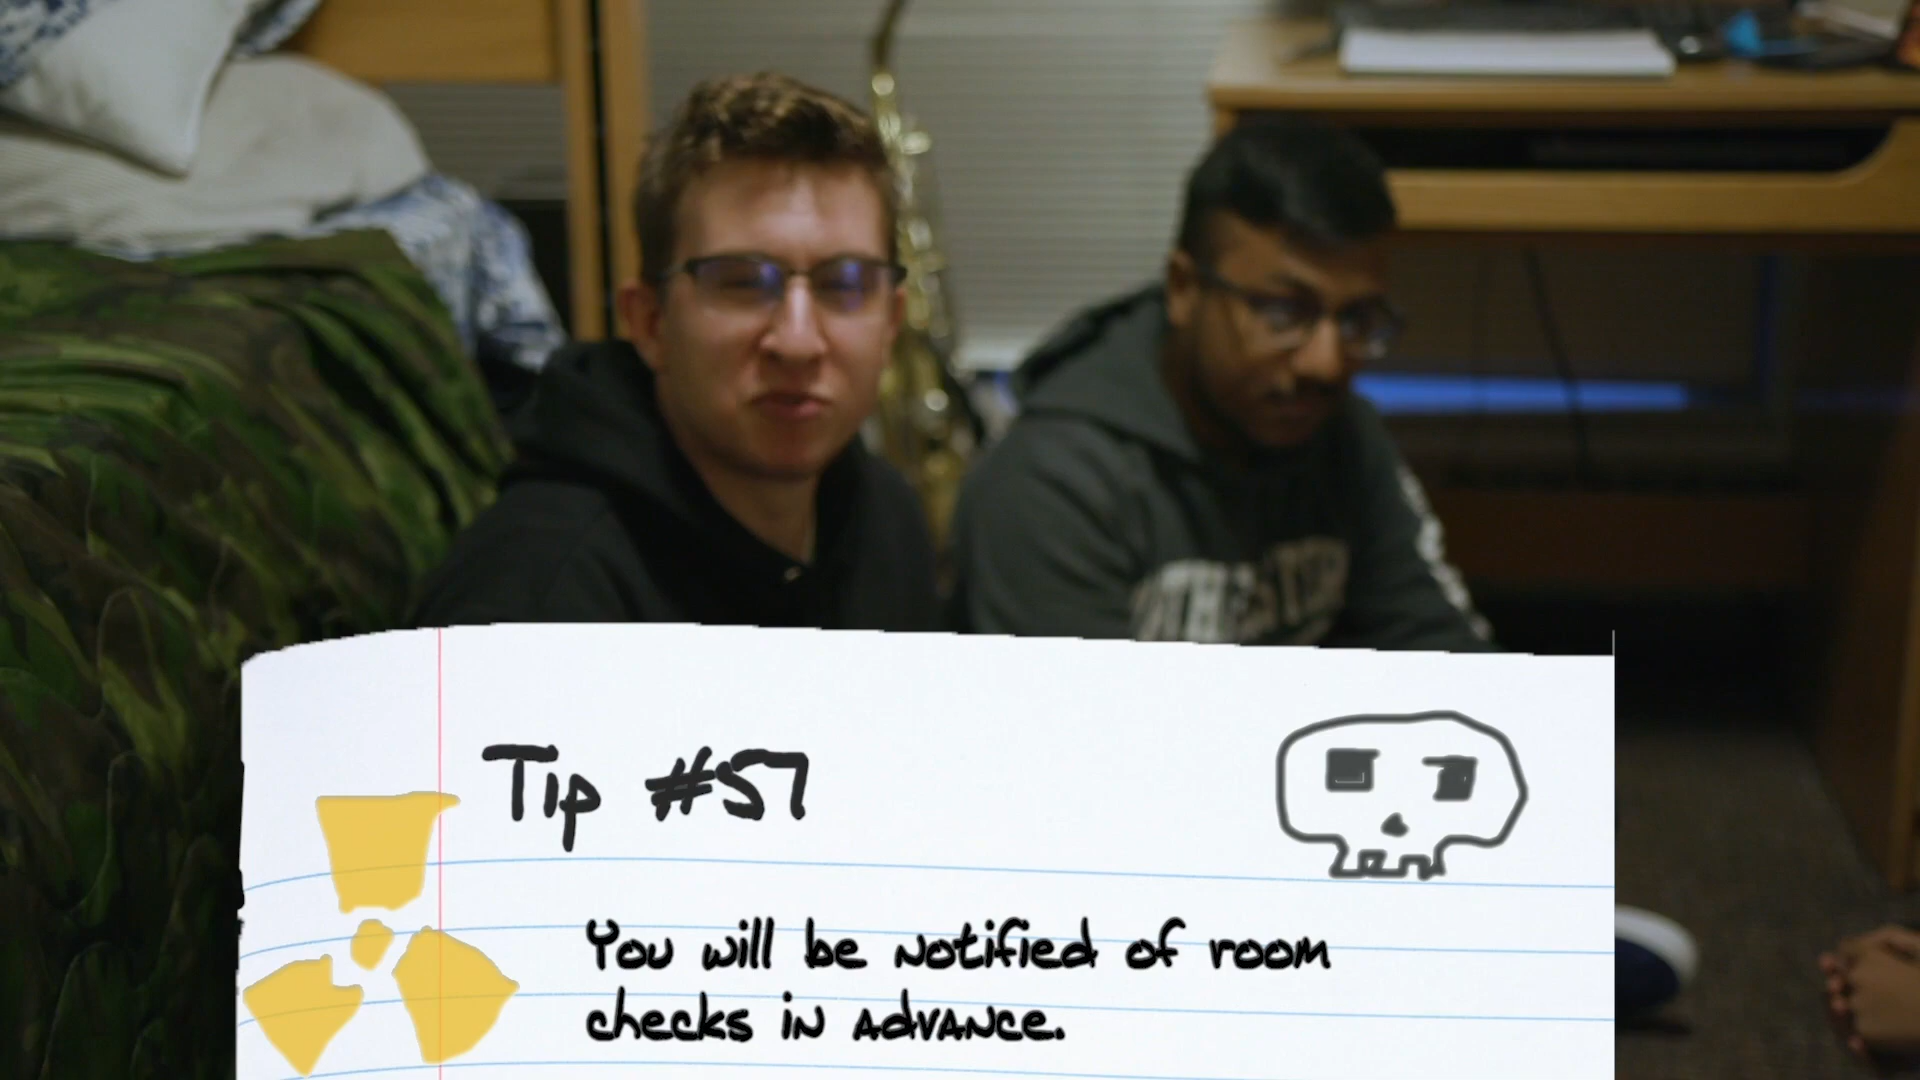 Tip #57
You will be notified of room
checks in advance.